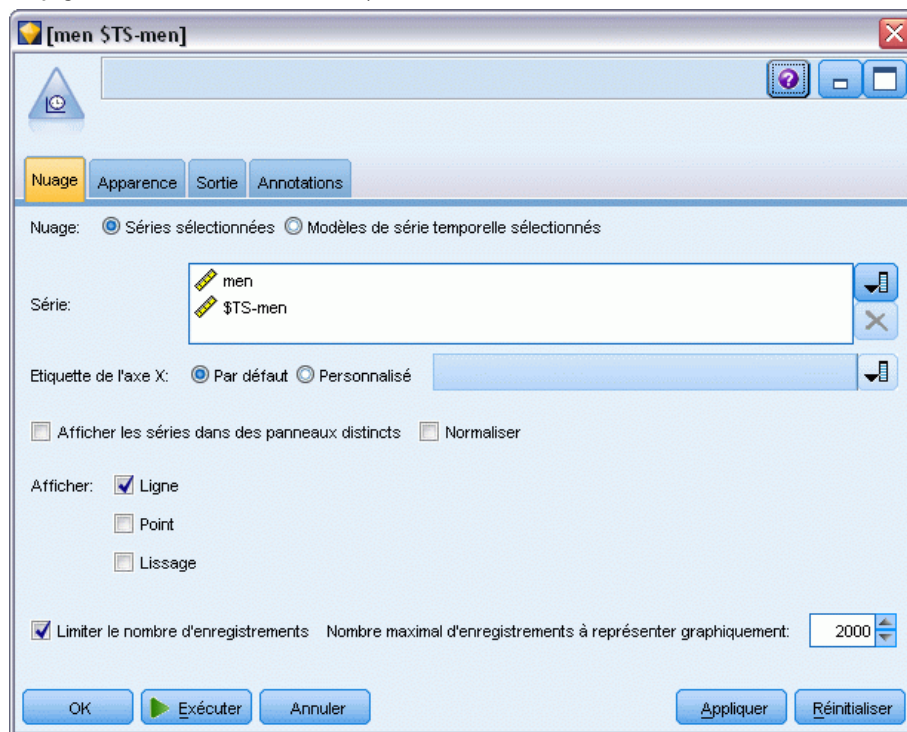 [men $TS-men]
Nuage Apparence Sortie Annotations
Nuage: Séries sélectionnées Modèles de série temporelle sélectionnés
men
Série: $TS-men
Etiquette de l'axe X: Par défaut Personnalisé
Afficher les séries dans des panneaux distincts Normaliser
Afficher: Ligne
Point
Lissage
Limiter le nombre d'enregistrements Nombre maximal d'enregistrements à représenter graphiquement: 2000
OK Exécuter Annuler Appliquer Réinitialiser